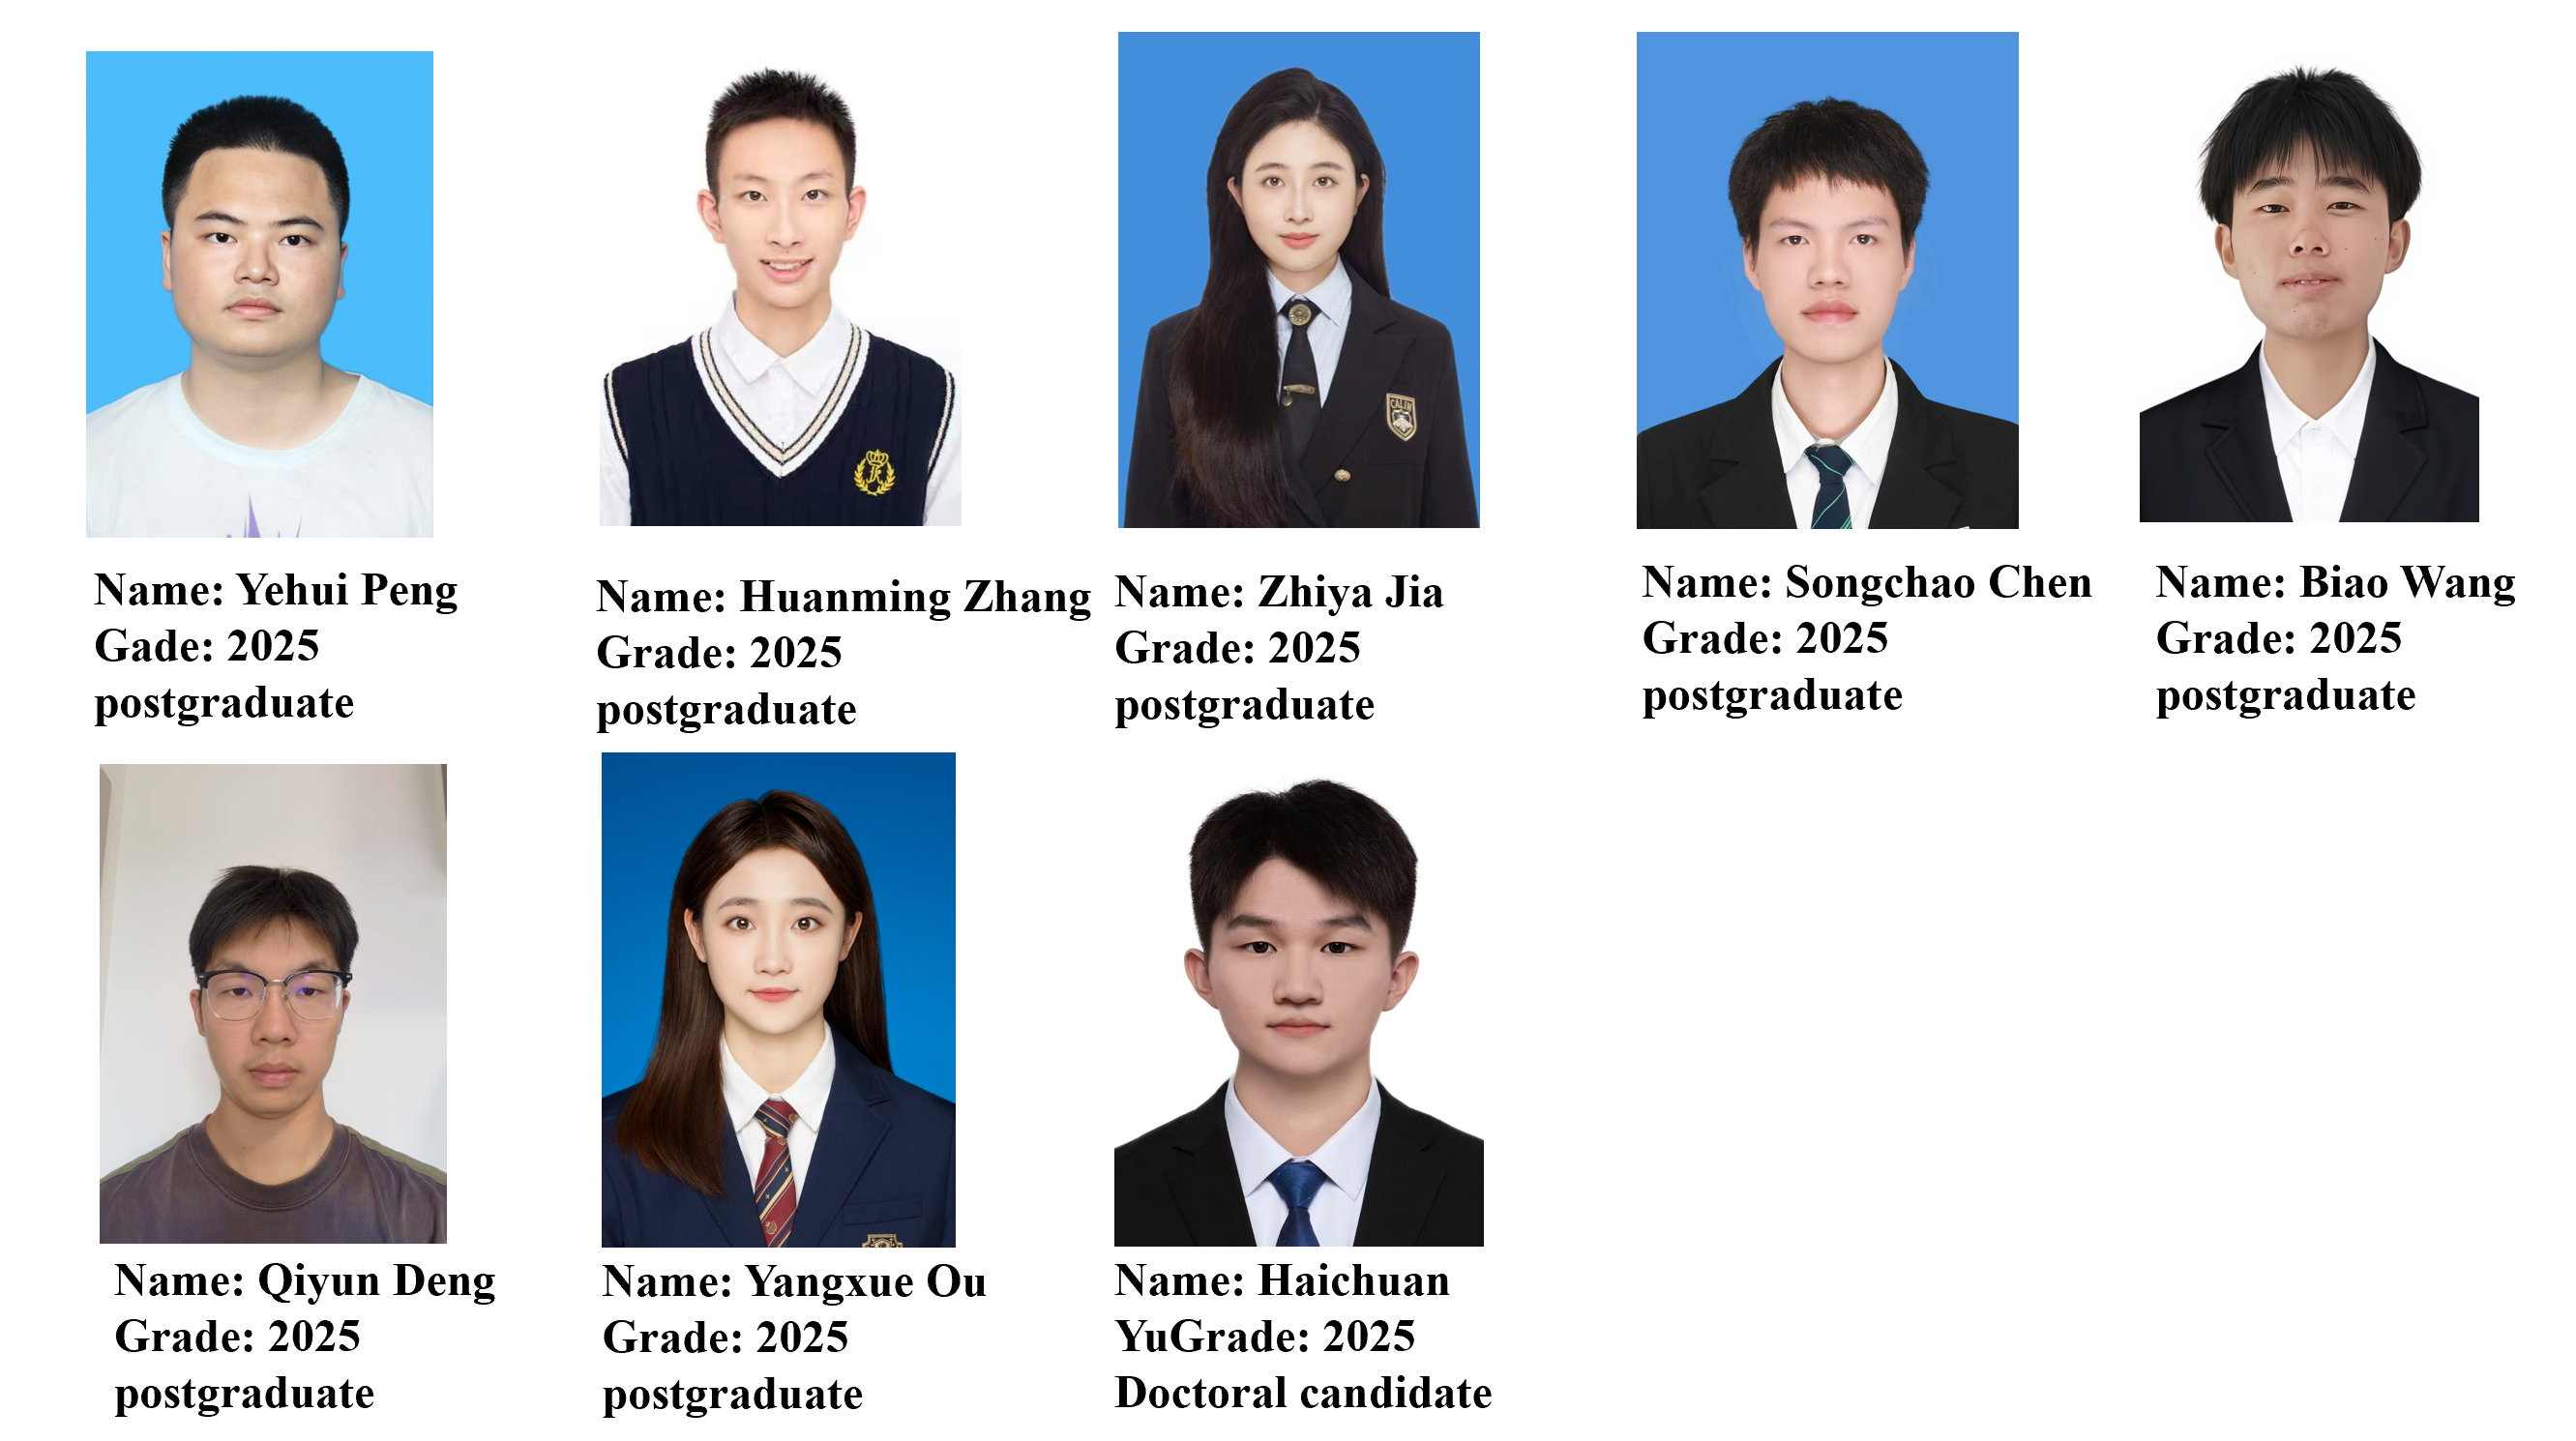 CALIN
Name: Yehui Peng
Gade: 2025
postgraduate
Name: Huanming Zhang
Grade: 2025
postgraduate
Name: Zhiya Jia
Grade: 2025
postgraduate
Name: Songchao Chen
Grade: 2025
postgraduate
Name: Biao Wang
Grade: 2025
postgraduate
Name: Qiyun Deng
Grade: 2025
postgraduate
Name: Yangxue Ou
Grade: 2025
postgraduate
Name: Haichuan
YuGrade: 2025
Doctoral candidate